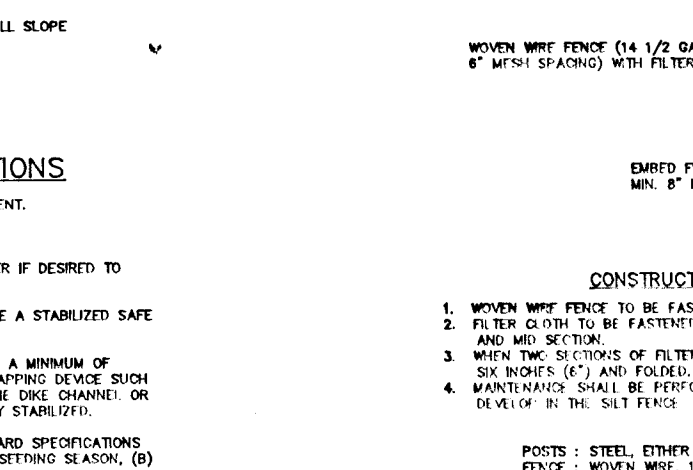 LL SLOPE
IONS
ENT.
R IF DESIRED TO
E A STABILIZED SAFE
A MINIMUM OF
APPING DEVICE SUCH
E DIKE CHANNEL OR
Y STABILIZED.
ARD SPECIFICATIONS
SEEDING SEASON, (B)
WOVEN WIRE FENCE (14 1/2 GA
6" MESH SPACING) WITH FILTER
EMBED F
MIN. 8"
CONSTRUCT
1. WOVEN WIRE FENCE TO BE FAS
2. FILTER CLOTH TO BE FASTENED
AND MID SECTION.
3. WHEN TWO SECTIONS OF FILTE
SIX INCHES (6") AND FOLDED.
4. MAINTENANCE SHALL BE PERFO
DEVELOP IN THE SILT FENCE
POSTS : STEEL, EITHER
FENCE : WOVEN WIRE, 1